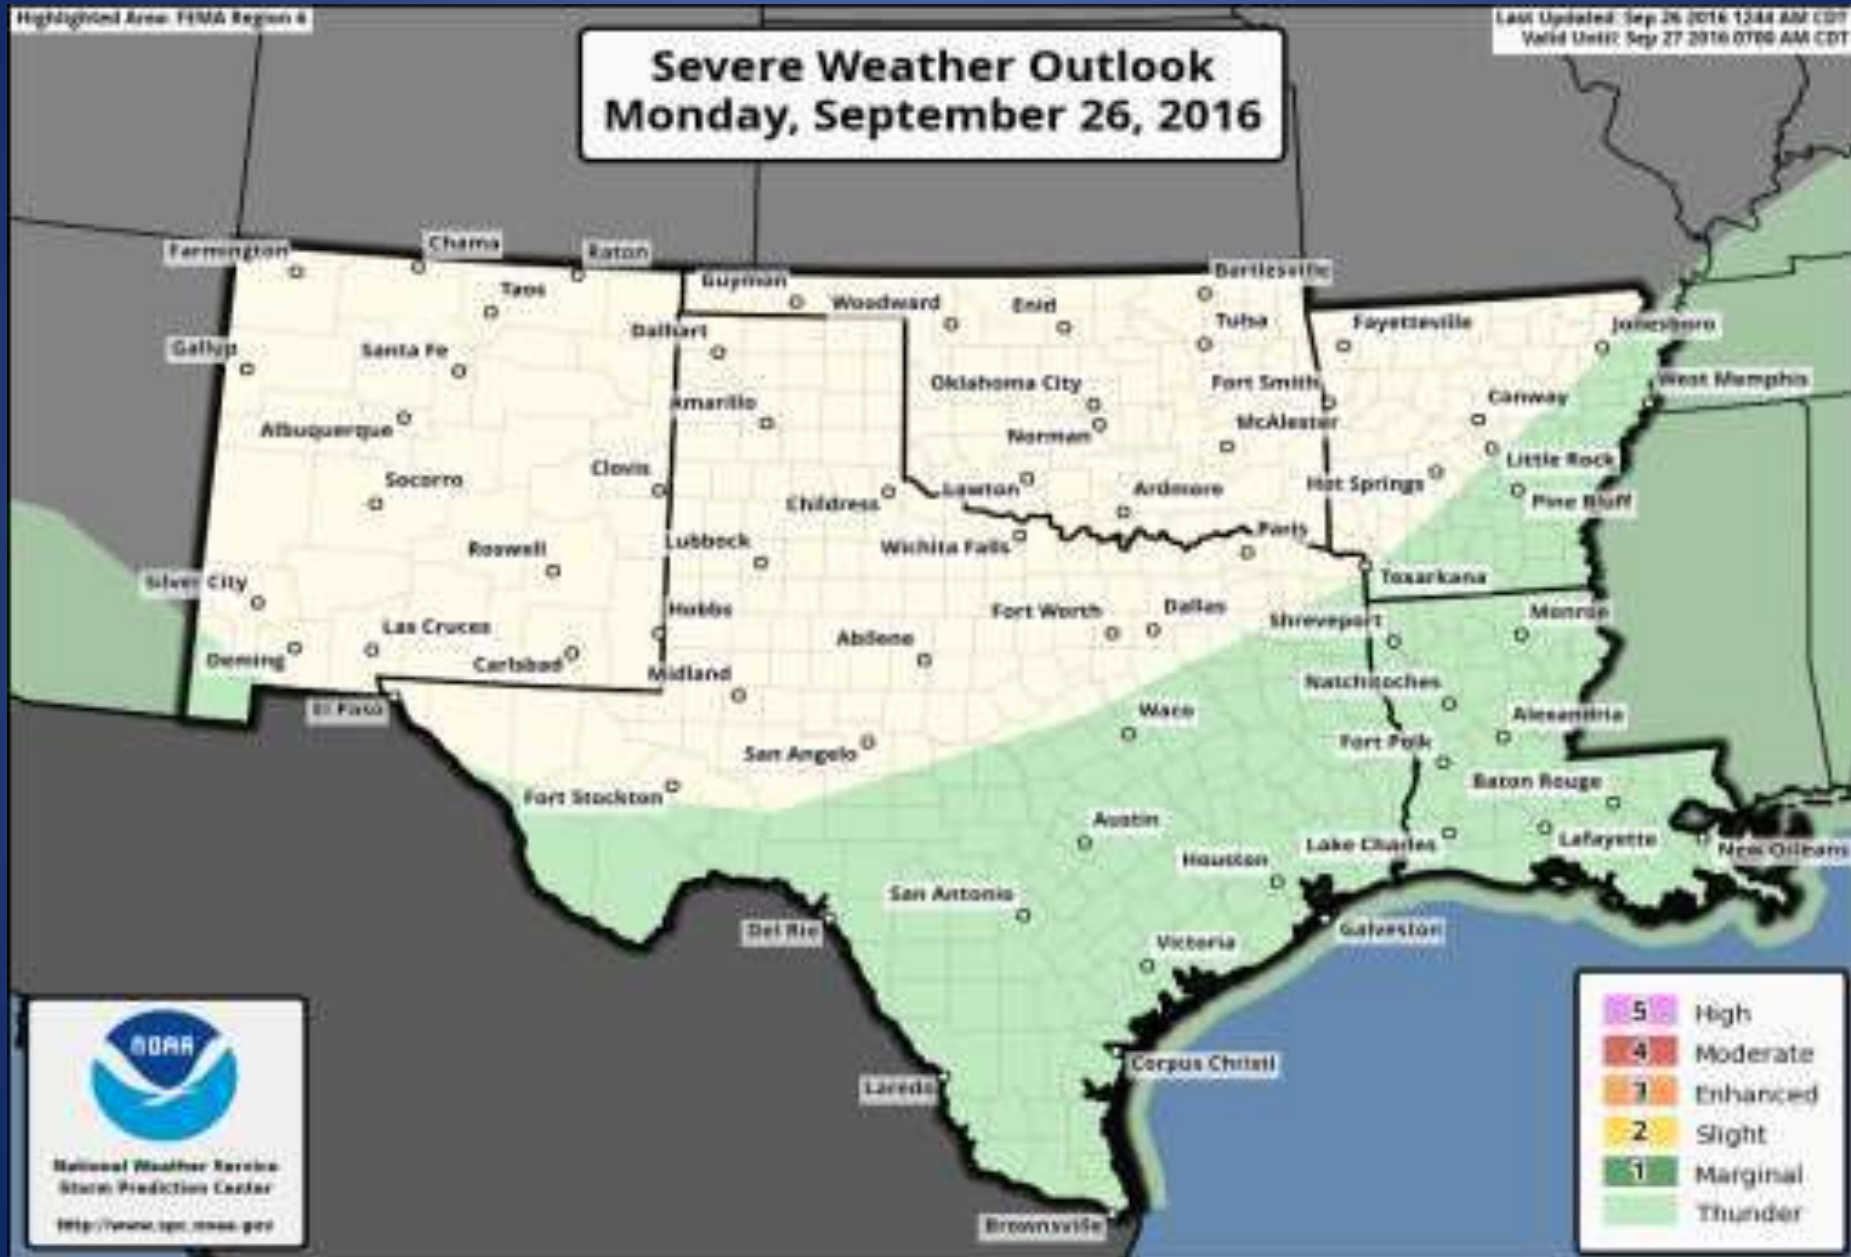 Highlighted Area: FEMA Region 6
Last Updated: Sep 26 2016 1244 AM CDT
Valid Until: Sep 27 2016 0700 AM CDT
Severe Weather Outlook
Monday, September 26, 2016
Farmington
Chama
Raton
Taos
Guymon
Woodward
Enid
Bartlesville
Dalhart
Tulsa
Fayetteville
Jonesboro
Gallup
Santa Fe
Oklahoma City
Fort Smith
West Memphis
Amarillo
Conway
Albuquerque
Norman
McAlester
Clovis
Socorro
Little Rock
Hot Springs
Childress
Lawton
Ardmore
Pine Bluff
Roswell
Lubbock
Wichita Falls
Paris
Silver City
Texarkana
Hobbs
Fort Worth
Dallas
Monroe
Las Cruces
Abilene
Shreveport
Deming
Carlsbad
Midland
Natchitoches
El Paso
Waco
Alexandria
San Angelo
Fort Polk
Fort Stockton
Baton Rouge
Austin
Lake Charles
Lafayette
New Orleans
Houston
San Antonio
Del Rio
Victoria
Galveston
Corpus Christi
Laredo
Brownsville
NOAA
National Weather Service
Storm Prediction Center
http://www.spc.noaa.gov
5 High
4 Moderate
3 Enhanced
2 Slight
1 Marginal
Thunder